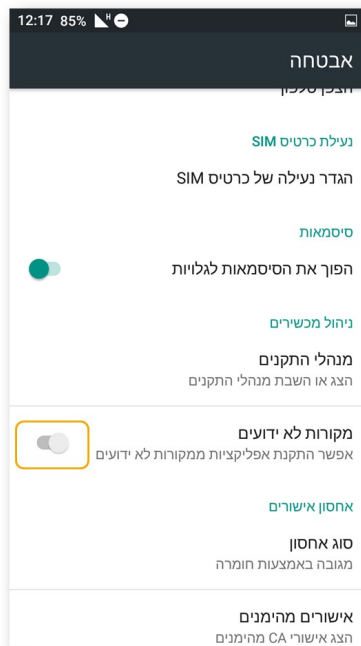 12:17 85% H
אבטחה
הצפן טלפון
נעילת כרטיס SIM
הגדר נעילה של כרטיס SIM
סיסמאות
הפוך את הסיסמאות לגלויות
ניהול מכשירים
מנהלי התקנים
הצג או השבת מנהלי התקנים
מקורות לא ידועים
אפשר התקנת אפליקציות ממקורות לא ידועים
אחסון אישורים
סוג אחסון
מגובה באמצעות חומרה
אישורים מהימנים
הצג אישורי CA מהימנים